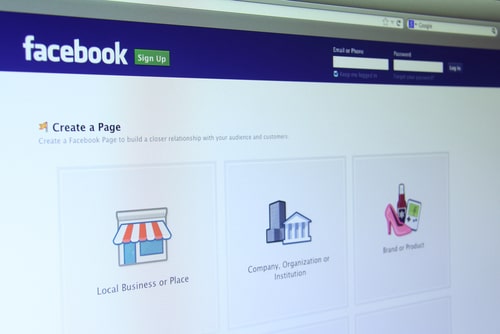 Google
facebook
Sign Up
Email or Phone
Password
Log In
Keep me logged in
Forgot your password?
Create a Page
Create a Facebook Page to build a closer relationship with your audience and customers.
Local Business or Place
Company, Organization or
Institution
Brand or Product